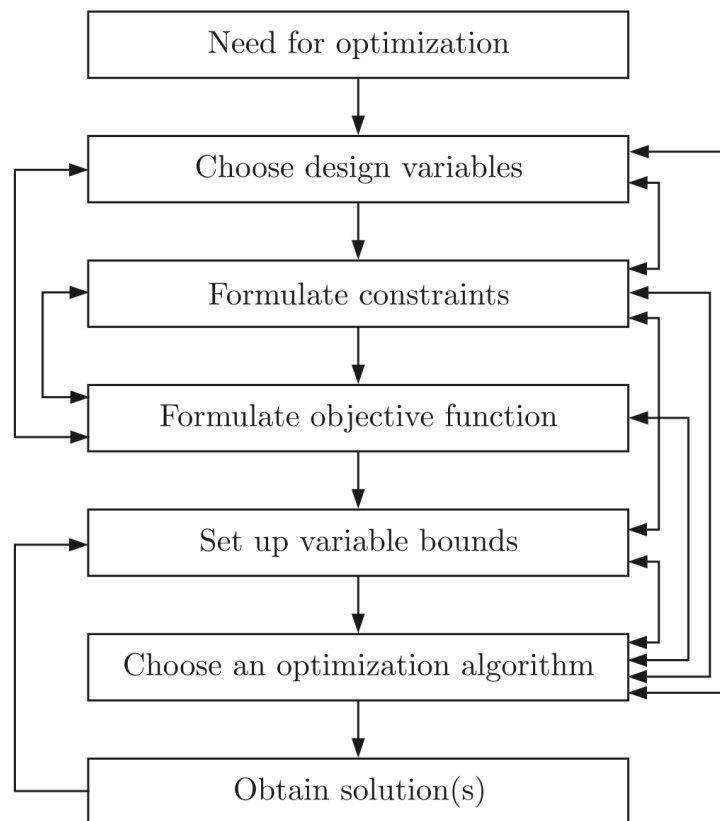 Need for optimization
Choose design variables
Formulate constraints
Formulate objective function
Set up variable bounds
Choose an optimization algorithm
Obtain solution(s)